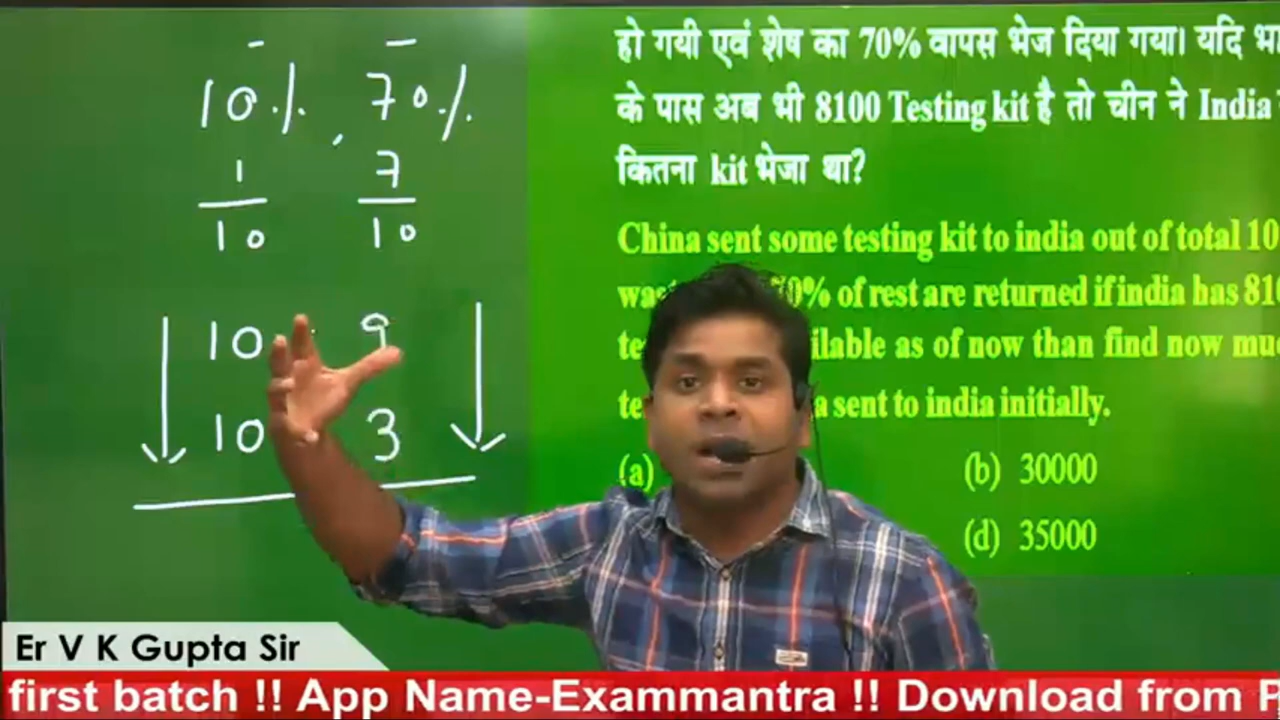 10% , 70%
1/10 7/10
10 9
10 3
हो गयी एवं शेष का 70% वापस भेज दिया गया। यदि
के पास अब भी 8100 Testing kit है तो चीन ने India
कितना kit भेजा था?
China sent some testing kit to india out of total 10
70% of rest are returned if india has 810
as of now than find now
sent to india initially.
(a)
(b) 30000
(d) 35000
Er V K Gupta Sir
first batch !! App Name-Exammantra !! Download from